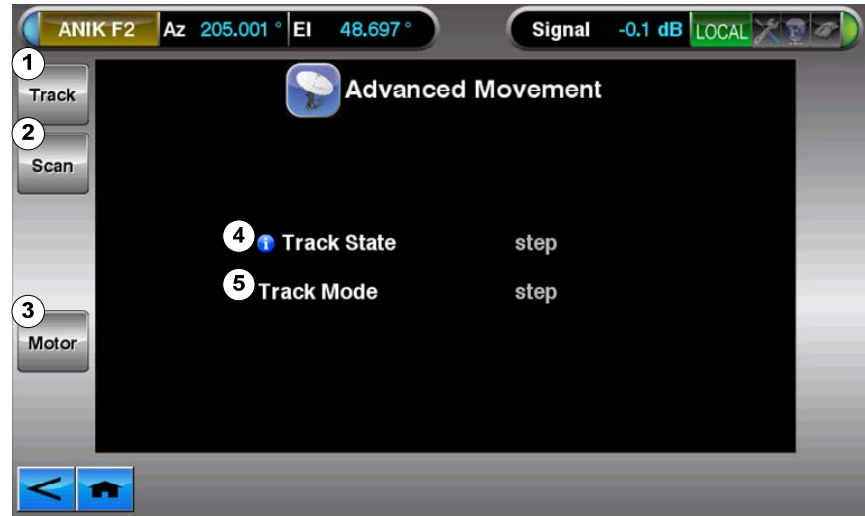 ANIK F2 Az 205.001 ° El 48.697 ° Signal -0.1 dB LOCAL
1
Track
Advanced Movement
2
Scan
4 i Track State step
5 Track Mode step
3
Motor